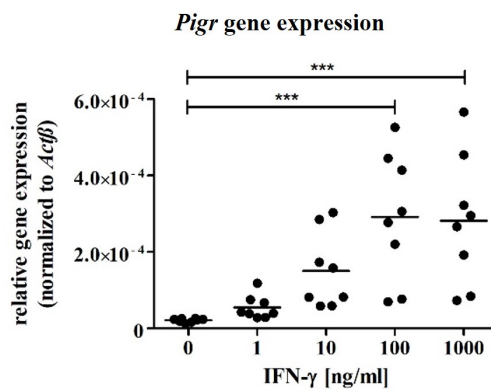 Pigr gene expression
***
***
relative gene expression
(normalized to Actβ)
6.0×10⁻⁴
4.0×10⁻⁴
2.0×10⁻⁴
0.0
0 1 10 100 1000
IFN-γ [ng/ml]